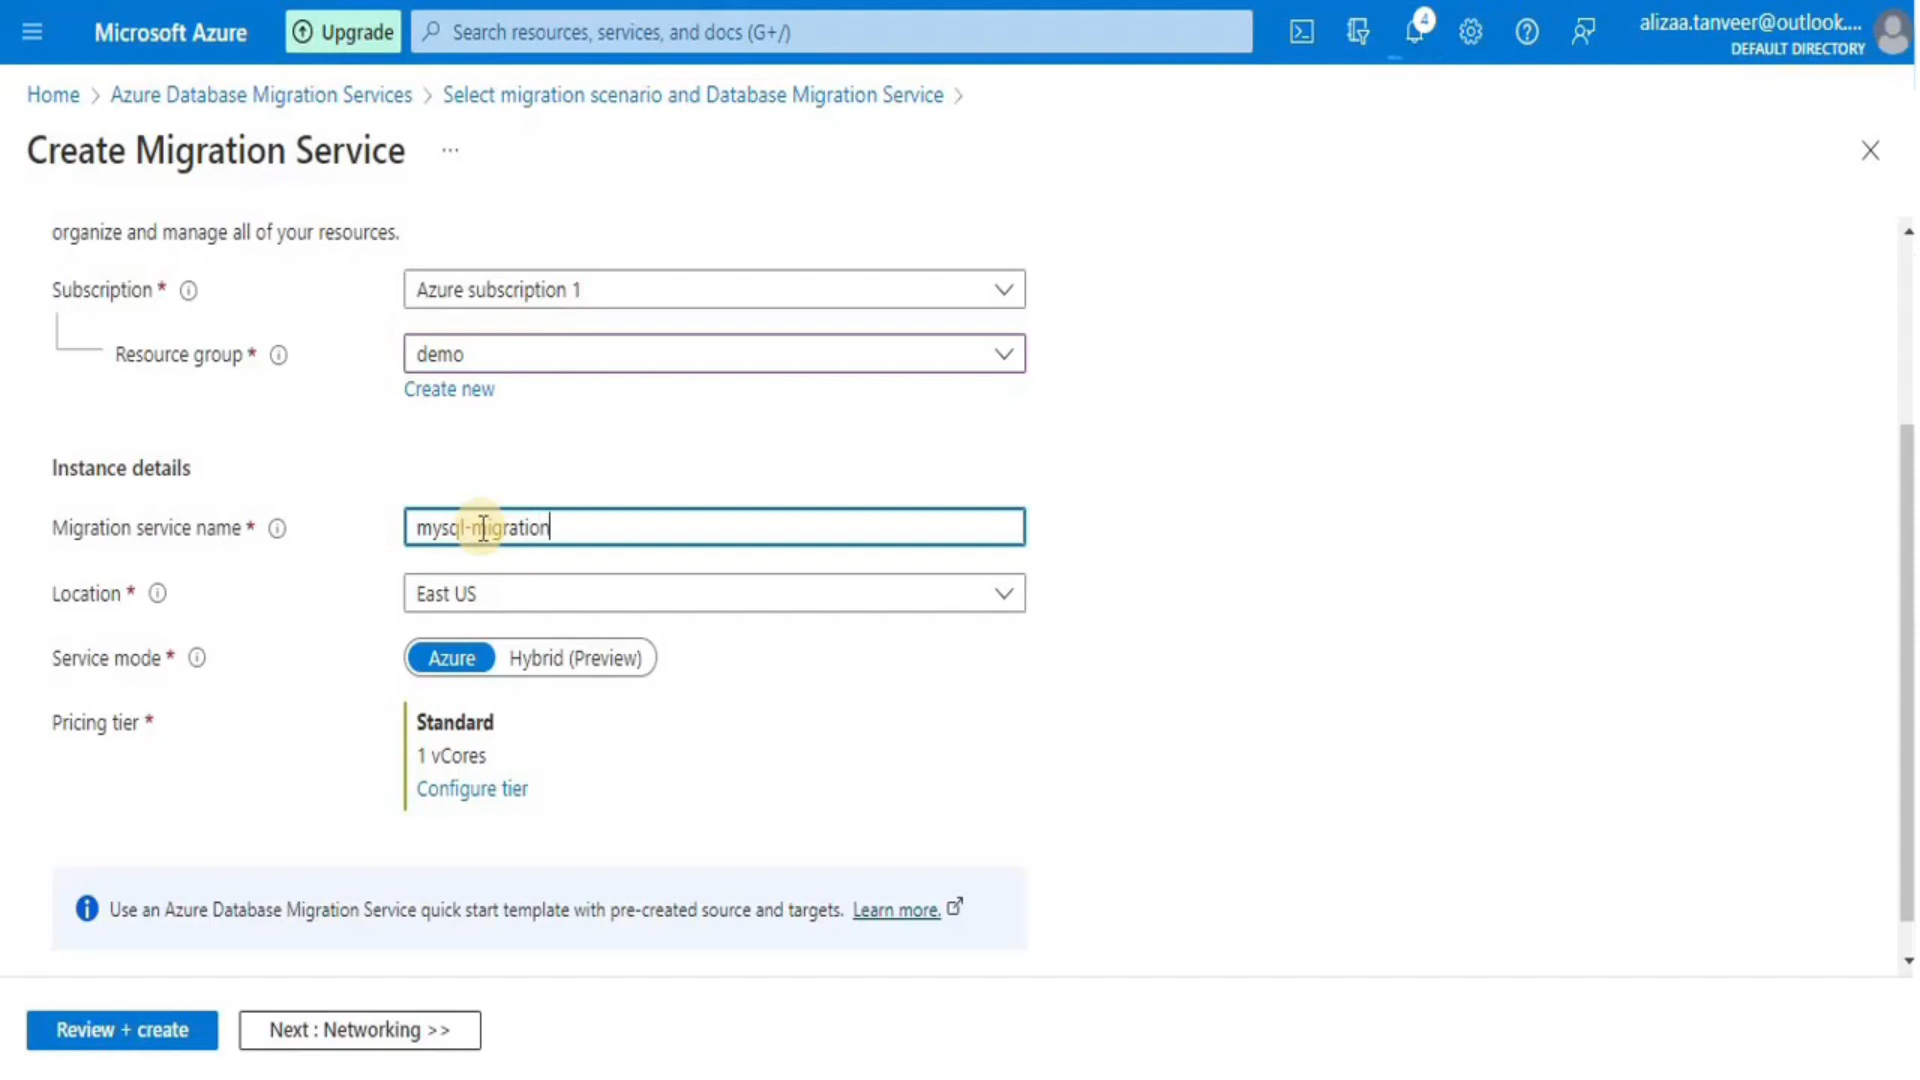 Microsoft Azure
Upgrade
Search resources, services, and docs (G+/)
4
alizaa.tanveer@outlook....
DEFAULT DIRECTORY
Home > Azure Database Migration Services > Select migration scenario and Database Migration Service >
Create Migration Service ...
organize and manage all of your resources.
Subscription *
Azure subscription 1
Resource group *
demo
Create new
Instance details
Migration service name *
mysql-migration
Location *
East US
Service mode *
Azure
Hybrid (Preview)
Pricing tier *
Standard
1 vCores
Configure tier
Use an Azure Database Migration Service quick start template with pre-created source and targets. Learn more.
Review + create
Next : Networking >>